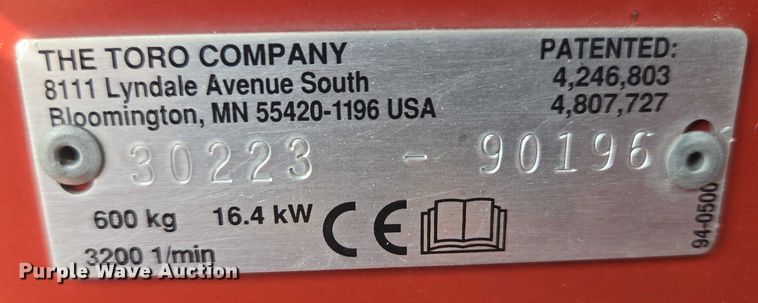 THE TORO COMPANY
8111 Lyndale Avenue South
Bloomington, MN 55420-1196 USA
PATENTED:
4,246,803
4,807,727
30223 - 90196
600 kg 16.4 kW CE
3200 1/min
94-0500
Purple Wave Auction